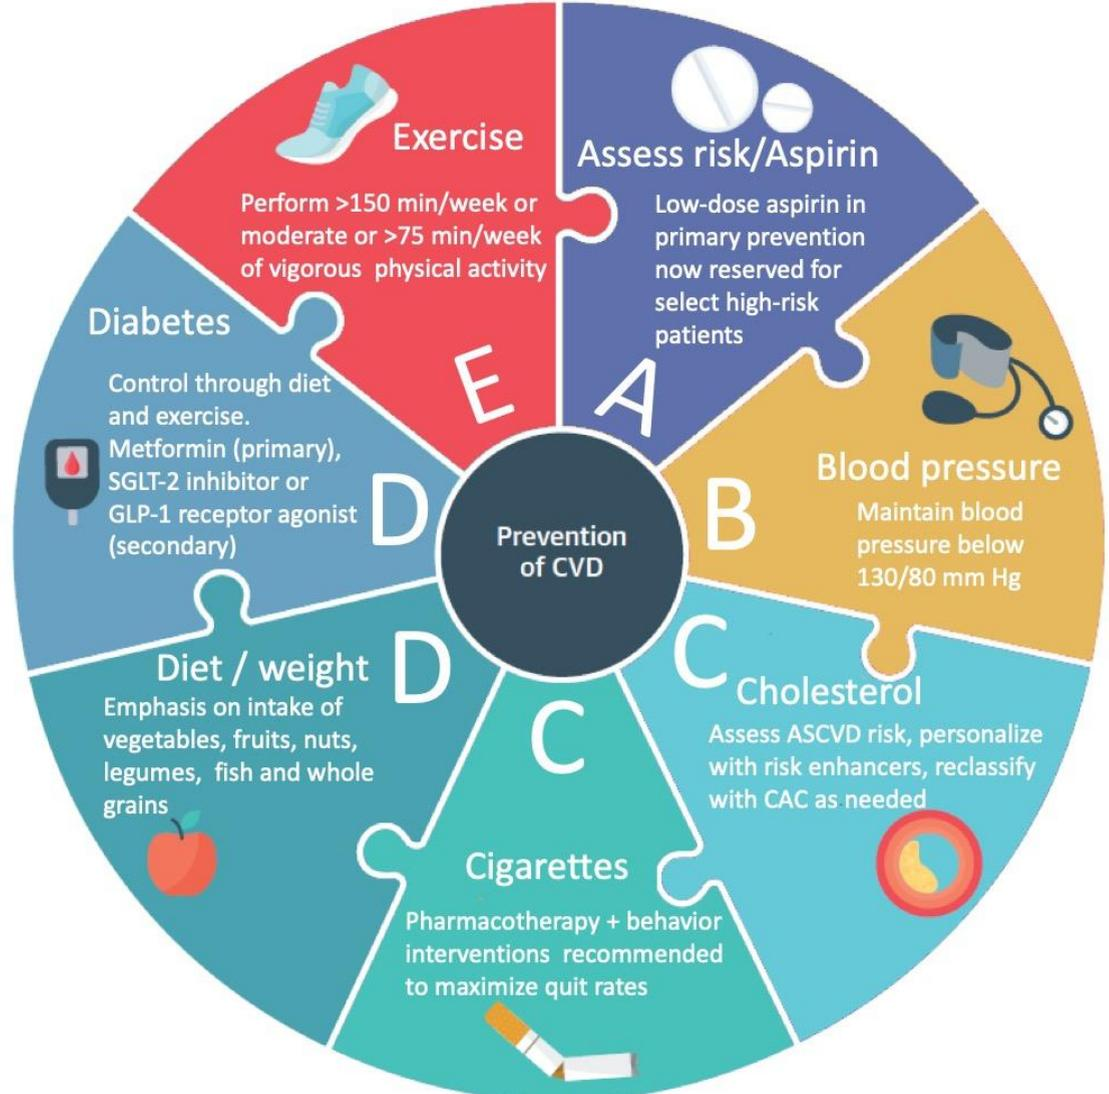 Prevention
of CVD
A
Assess risk/Aspirin
Low-dose aspirin in
primary prevention
now reserved for
select high-risk
patients
B
Blood pressure
Maintain blood
pressure below
130/80 mm Hg
C
Cholesterol
Assess ASCVD risk, personalize
with risk enhancers, reclassify
with CAC as needed
C
Cigarettes
Pharmacotherapy + behavior
interventions recommended
to maximize quit rates
D
Diet / weight
Emphasis on intake of
vegetables, fruits, nuts,
legumes, fish and whole
grains
D
Diabetes
Control through diet
and exercise.
Metformin (primary),
SGLT-2 inhibitor or
GLP-1 receptor agonist
(secondary)
E
Exercise
Perform >150 min/week or
moderate or >75 min/week
of vigorous physical activity